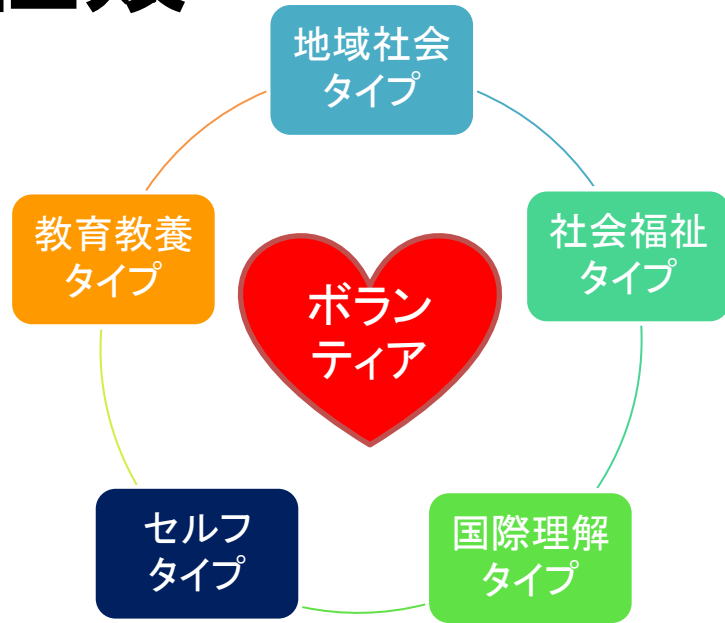 地域社会
タイプ
教育教養
タイプ
社会福祉
タイプ
ボラン
ティア
セルフ
タイプ
国際理解
タイプ